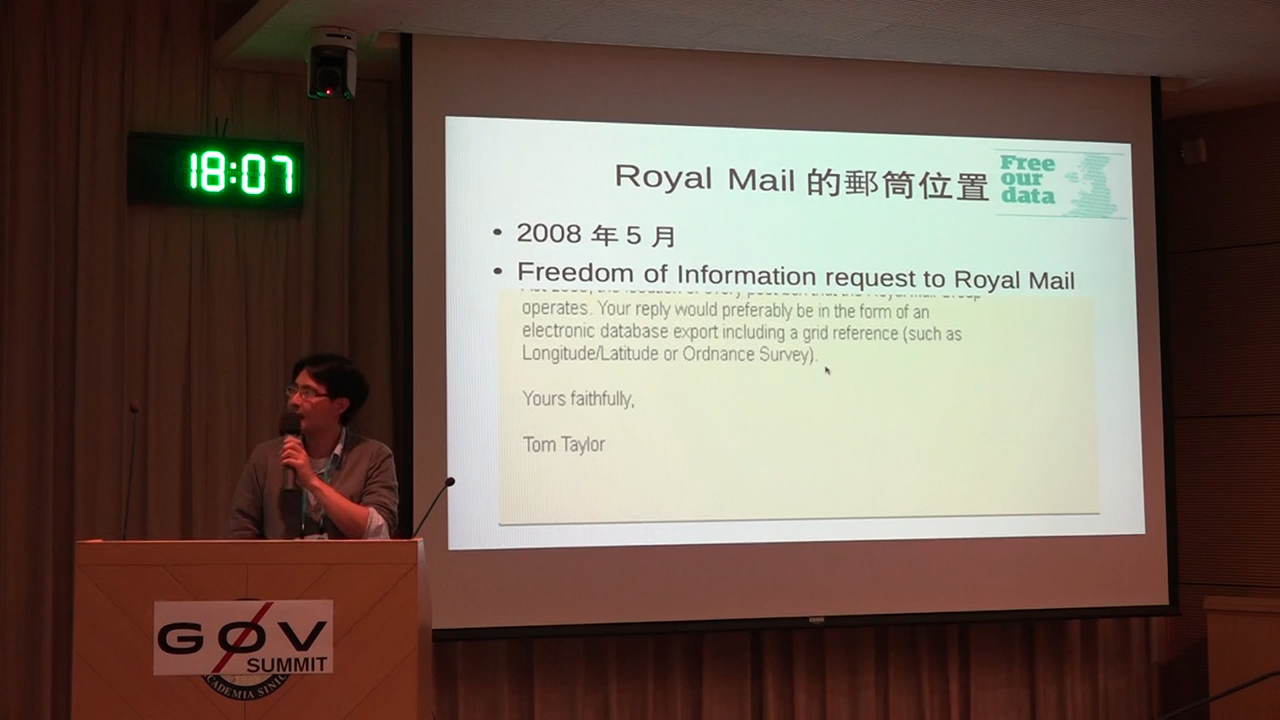 18:07
Royal Mail 的郵筒位置
Free
our
data
• 2008 年 5 月
• Freedom of Information request to Royal Mail
operates. Your reply would preferably be in the form of an
electronic database export including a grid reference (such as
Longitude/Latitude or Ordnance Survey).
Yours faithfully,
Tom Taylor
GØV
SUMMIT